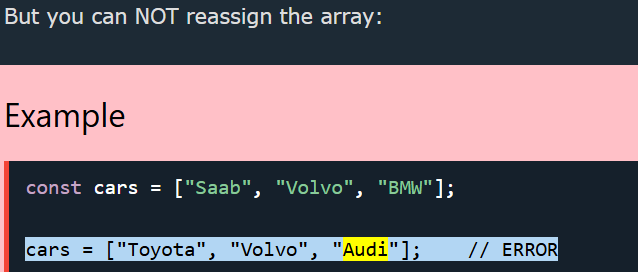 But you can NOT reassign the array:
Example
const cars = ["Saab", "Volvo", "BMW"];
cars = ["Toyota", "Volvo", "Audi"];    // ERROR